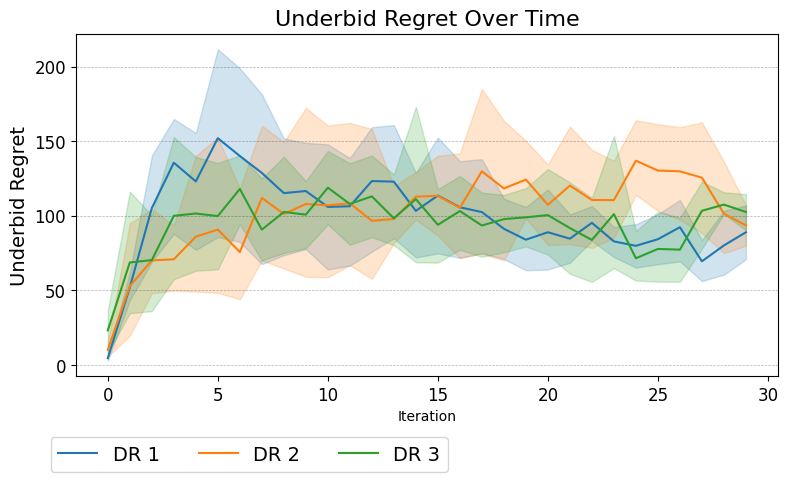 Underbid Regret Over Time
Underbid Regret
200
150
100
50
0
0 5 10 15 20 25 30
Iteration
DR 1 DR 2 DR 3